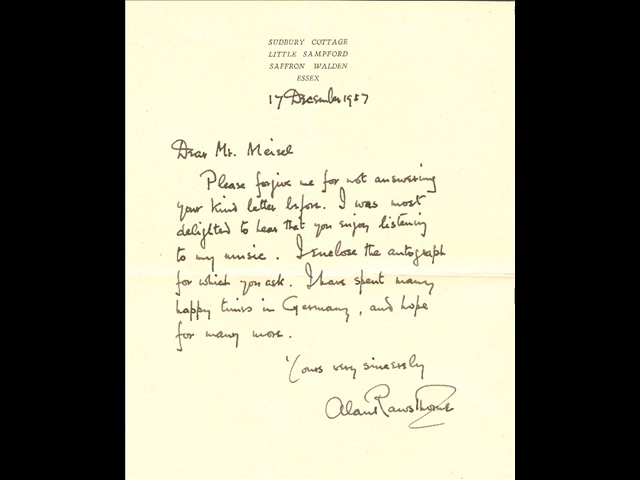 SUDBURY COTTAGE
LITTLE SAMPFORD
SAFFRON WALDEN
ESSEX
17 December 1957
Dear Mr. Meisel
Please forgive me for not answering
your kind letter before. I was most
delighted to hear that you enjoy listening
to my music. I enclose the autograph
for which you ask. I have spent many
happy times in Germany, and hope
for many more.
Yours very sincerely
Alan Rawsthorne